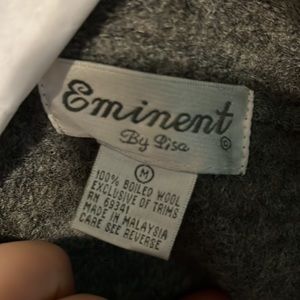 Eminent
©
By Lisa
M
100% BOILED WOOL
EXCLUSIVE OF TRIMS
RN 69341
MADE IN MALAYSIA
CARE SEE REVERSE